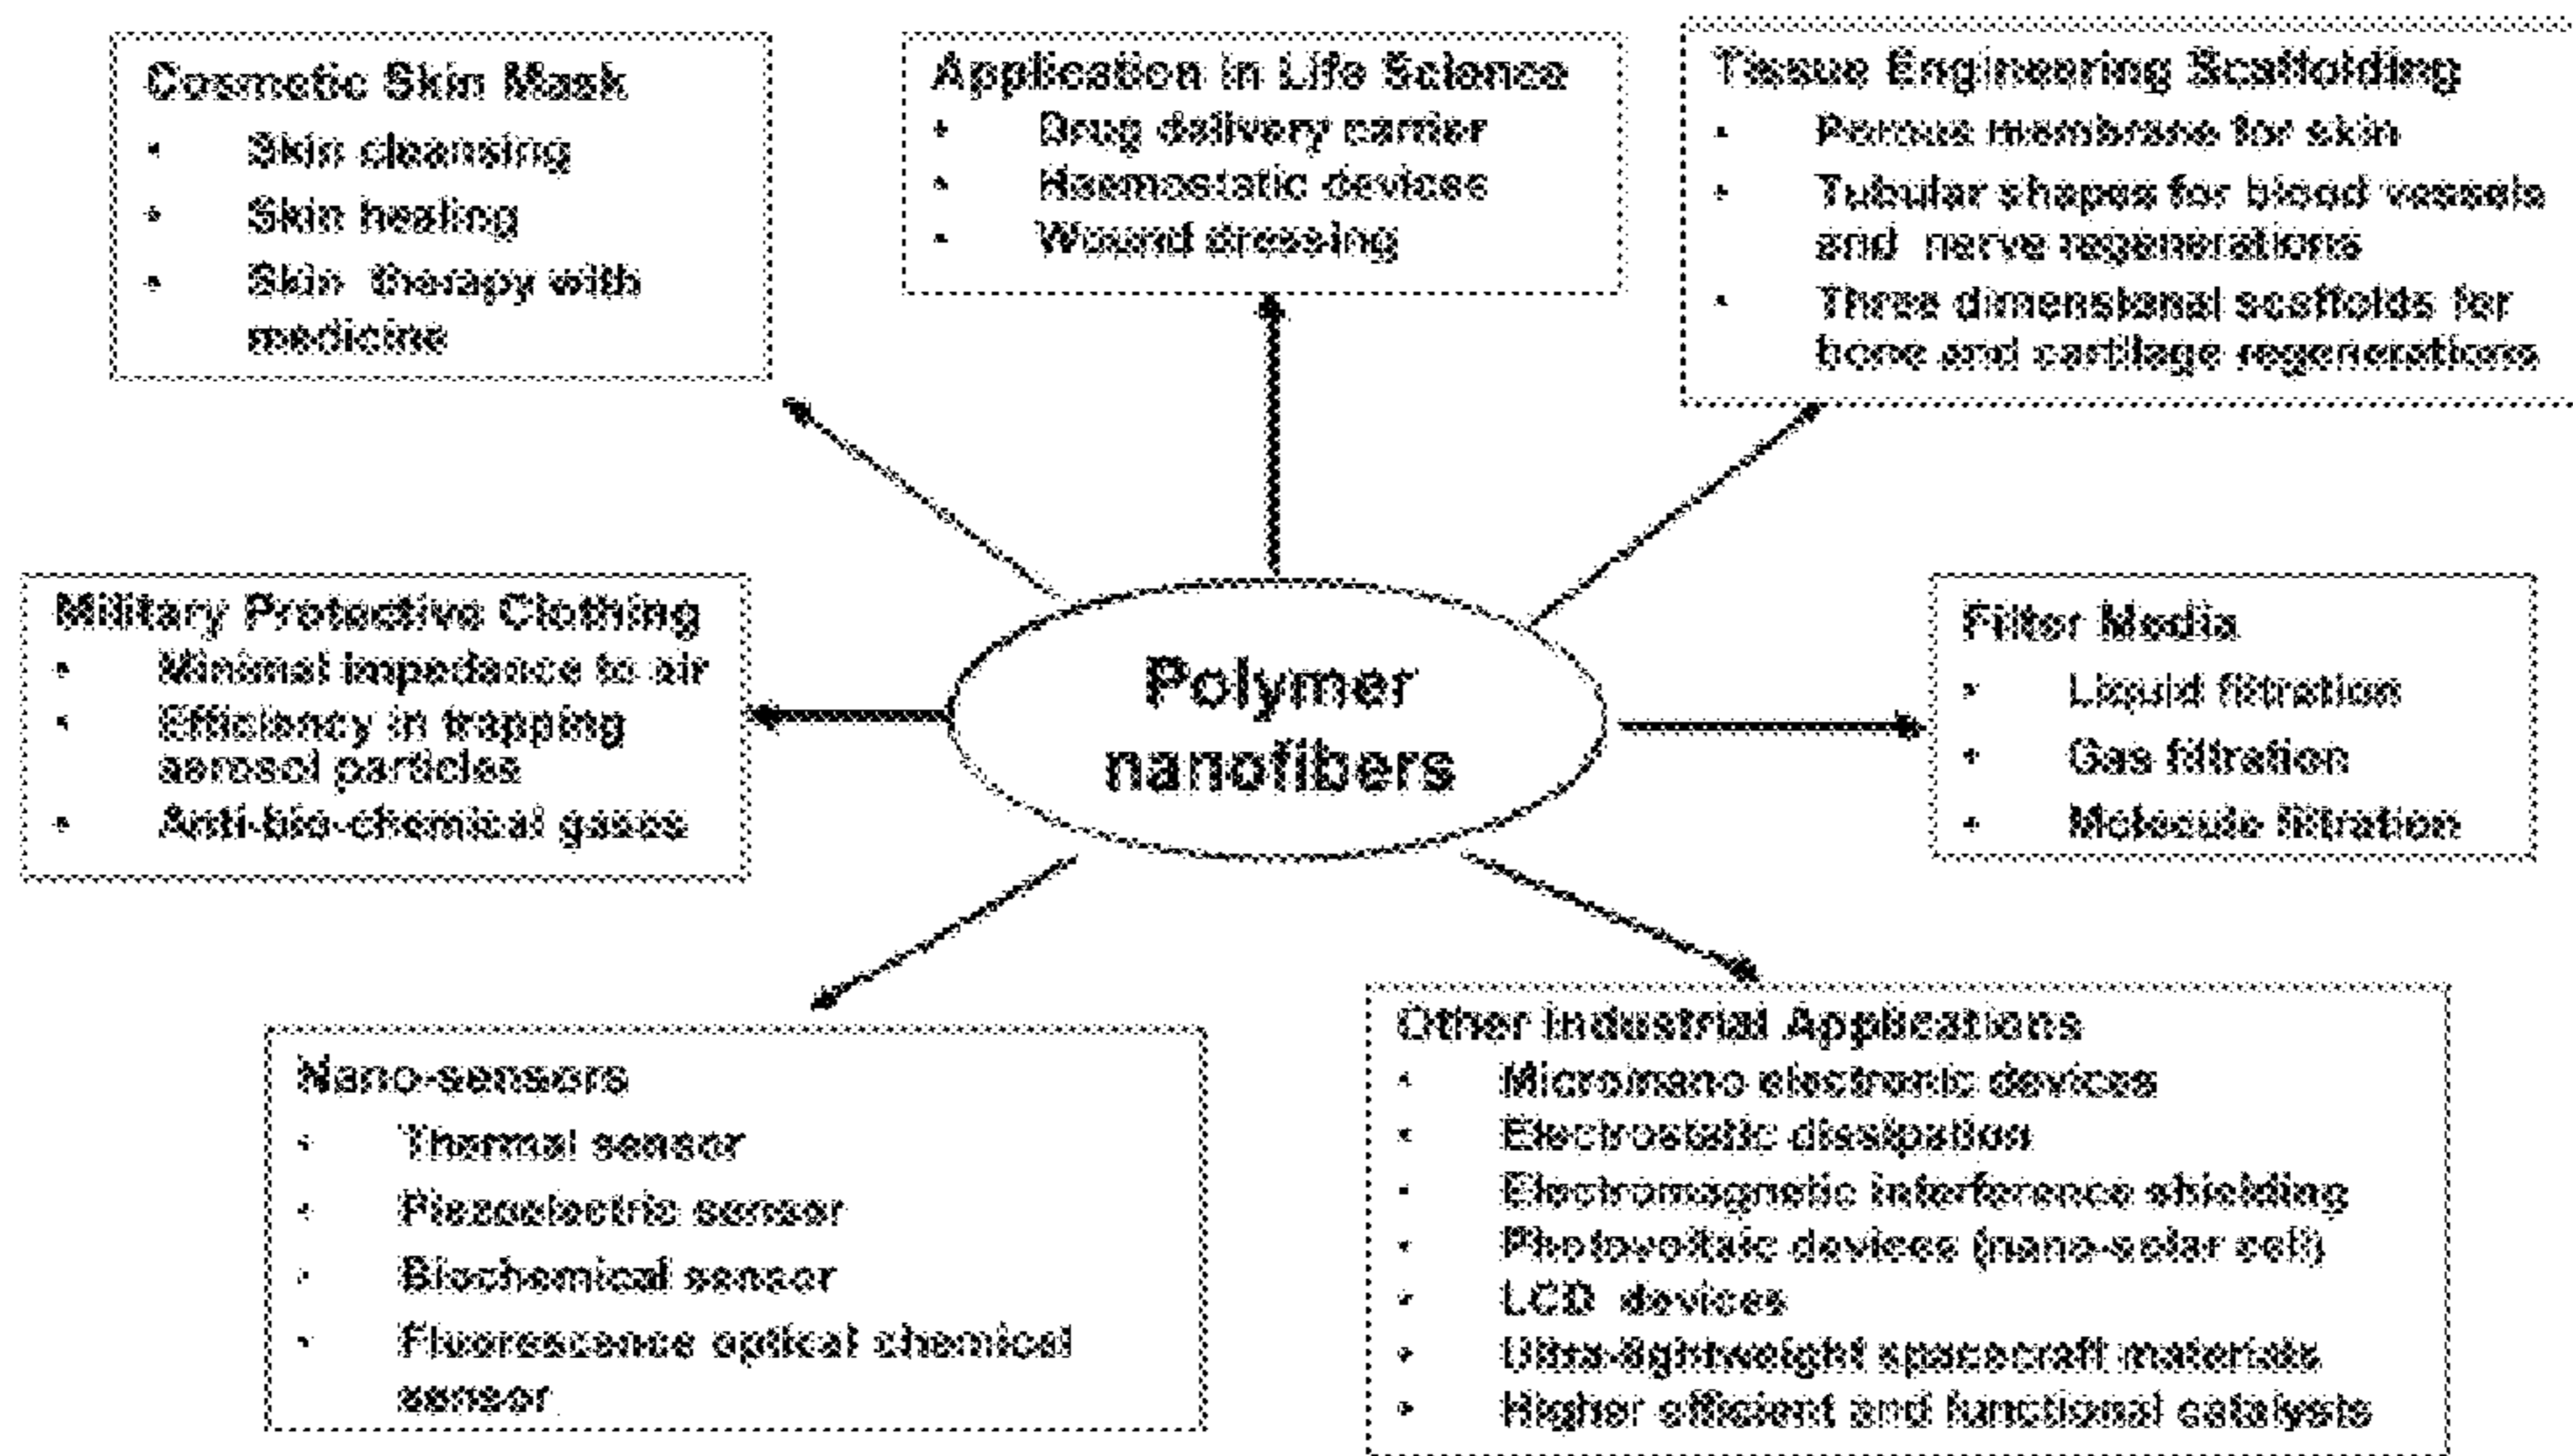 Cosmetic Skin Mask
• Skin cleansing
• Skin healing
• Skin therapy with
medicine
Application in Life Science
• Drug delivery carrier
• Haemostatic devices
• Wound dressing
Tissue Engineering Scaffolding
• Porous membrane for skin
• Tubular shapes for blood vessels
and nerve regenerations
• Three dimensional scaffolds for
bone and cartilage regenerations
Military Protective Clothing
• Minimal impedance to air
• Efficiency in trapping
aerosol particles
• Anti-bio-chemical gases
Polymer
nanofibers
Filter Media
• Liquid filtration
• Gas filtration
• Molecule filtration
Nano-sensors
• Thermal sensor
• Piezoelectric sensor
• Biochemical sensor
• Fluorescence optical chemical
sensor
Other Industrial Applications
• Micro/nano electronic devices
• Electrostatic dissipation
• Electromagnetic interference shielding
• Photovoltaic devices (nano-solar cell)
• LCD devices
• Ultra-lightweight spacecraft materials
• Higher efficient and functional catalysts